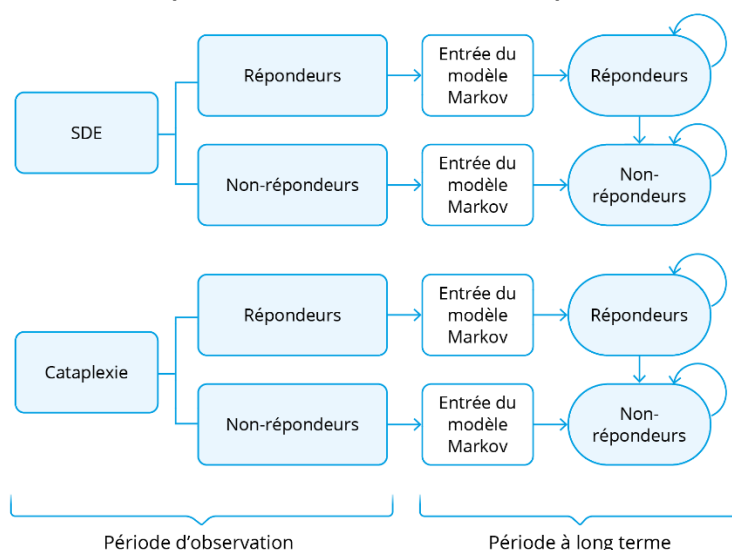 SDE
Répondeurs
Entrée du
modèle
Markov
Répondeurs
Non-répondeurs
Entrée du
modèle
Markov
Non-
répondeurs
Cataplexie
Répondeurs
Entrée du
modèle
Markov
Répondeurs
Non-répondeurs
Entrée du
modèle
Markov
Non-
répondeurs
Période d'observation
Période à long terme